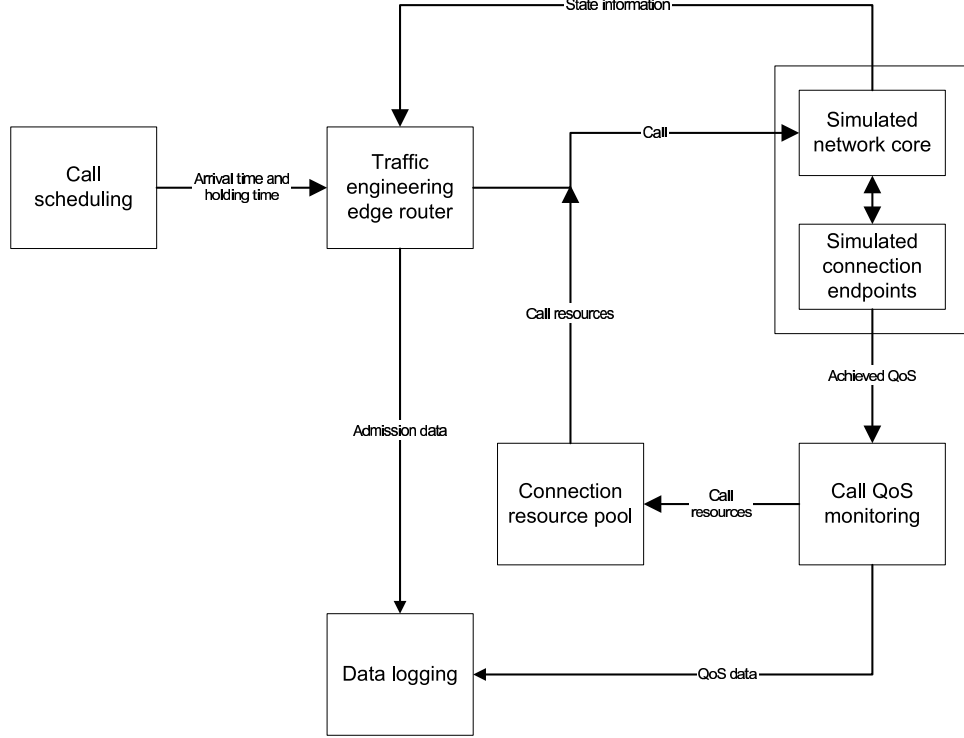 State information
Simulated
network core
Call
Call
scheduling
Arrival time and
holding time
Traffic
engineering
edge router
Simulated
connection
endpoints
Call resources
Achieved QoS
Admission data
Connection
resource pool
Call
resources
Call QoS
monitoring
Data logging
QoS data